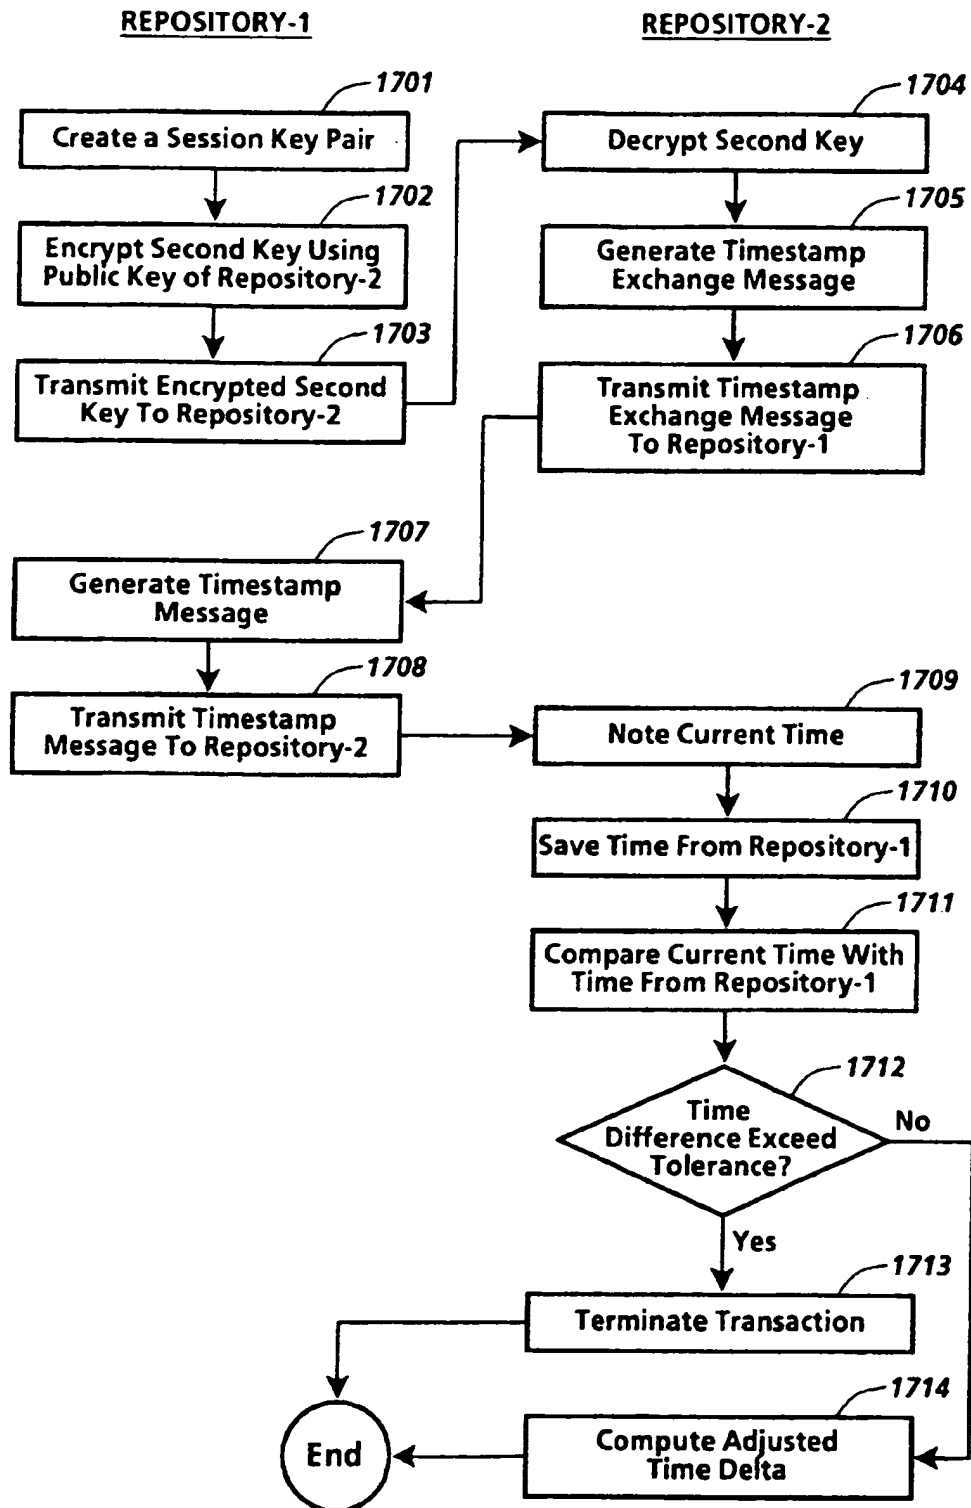 REPOSITORY-1
REPOSITORY-2
1701
Create a Session Key Pair
1702
Encrypt Second Key Using
Public Key of Repository-2
1703
Transmit Encrypted Second
Key To Repository-2
1704
Decrypt Second Key
1705
Generate Timestamp
Exchange Message
1706
Transmit Timestamp
Exchange Message
To Repository-1
1707
Generate Timestamp
Message
1708
Transmit Timestamp
Message To Repository-2
1709
Note Current Time
1710
Save Time From Repository-1
1711
Compare Current Time With
Time From Repository-1
1712
Time
Difference Exceed
Tolerance?
No
Yes
1713
Terminate Transaction
1714
Compute Adjusted
Time Delta
End